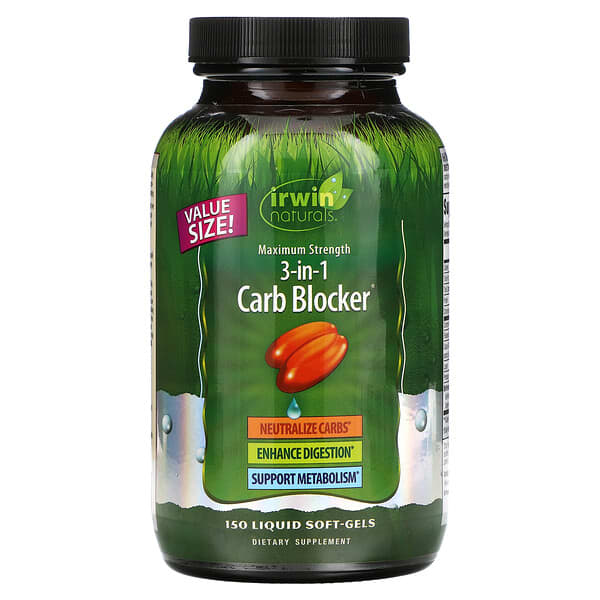 irwin
naturals.
VALUE
SIZE!
Maximum Strength
3-in-1
Carb Blocker®
NEUTRALIZE CARBS*
ENHANCE DIGESTION*
SUPPORT METABOLISM*
150 LIQUID SOFT-GELS
DIETARY SUPPLEMENT